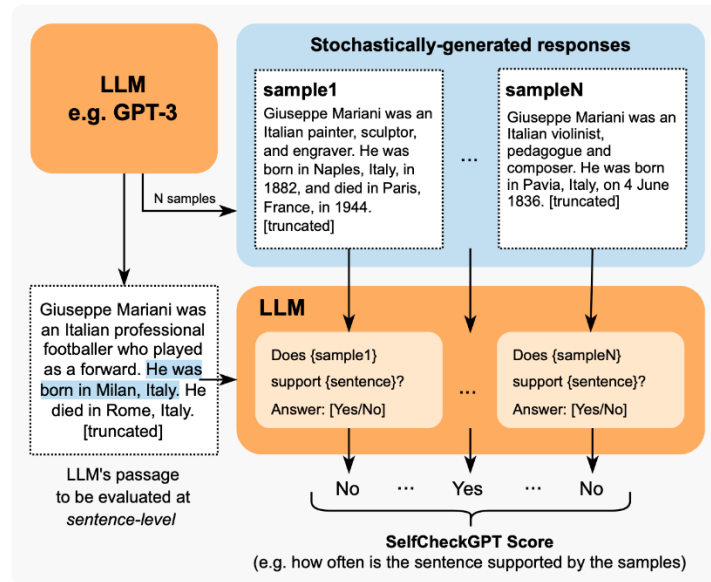 LLM
e.g. GPT-3
N samples
Stochastically-generated responses
sample1
Giuseppe Mariani was an
Italian painter, sculptor,
and engraver. He was
born in Naples, Italy, in
1882, and died in Paris,
France, in 1944.
[truncated]
...
sampleN
Giuseppe Mariani was an
Italian violinist,
pedagogue and
composer. He was born
in Pavia, Italy, on 4 June
1836. [truncated]
Giuseppe Mariani was
an Italian professional
footballer who played
as a forward. He was
born in Milan, Italy. He
died in Rome, Italy.
[truncated]
LLM's passage
to be evaluated at
sentence-level
LLM
Does {sample1}
support {sentence}?
Answer: [Yes/No]
...
Does {sampleN}
support {sentence}?
Answer: [Yes/No]
No ... Yes ... No
SelfCheckGPT Score
(e.g. how often is the sentence supported by the samples)